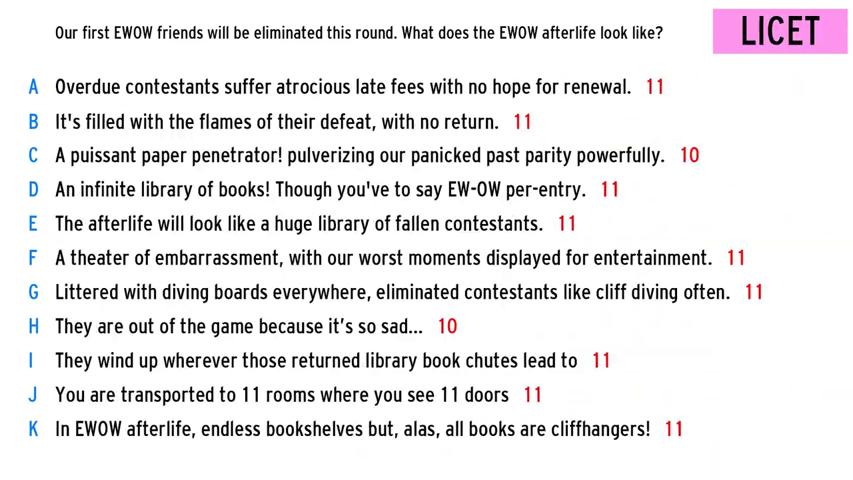 Our first EWOW friends will be eliminated this round. What does the EWOW afterlife look like?
LICET
A Overdue contestants suffer atrocious late fees with no hope for renewal. 11
B It's filled with the flames of their defeat, with no return. 11
C A puissant paper penetrator! pulverizing our panicked past parity powerfully. 10
D An infinite library of books! Though you've to say EW-OW per-entry. 11
E The afterlife will look like a huge library of fallen contestants. 11
F A theater of embarrassment, with our worst moments displayed for entertainment. 11
G Littered with diving boards everywhere, eliminated contestants like cliff diving often. 11
H They are out of the game because it's so sad... 10
I They wind up wherever those returned library book chutes lead to 11
J You are transported to 11 rooms where you see 11 doors 11
K In EWOW afterlife, endless bookshelves but, alas, all books are cliffhangers! 11